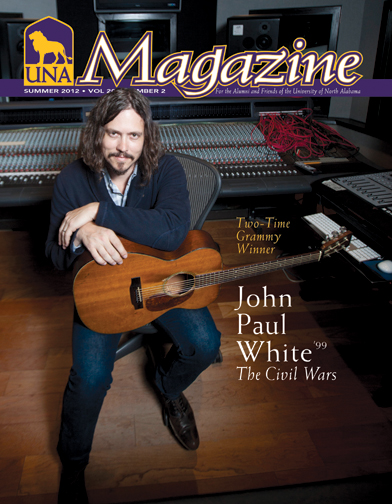 UNA
Magazine
SUMMER 2012 • VOL 2 MBER 2
For the Alumni and Friends of the University of North Alabama
Two-Time
Grammy
Winner
John
Paul
White '99
The Civil Wars